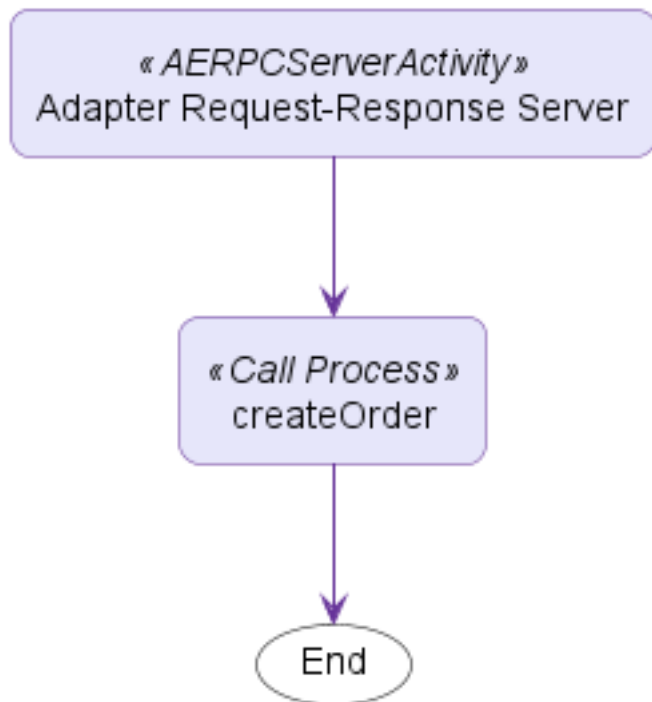 «AERPCServerActivity»
Adapter Request-Response Server
«Call Process»
createOrder
End